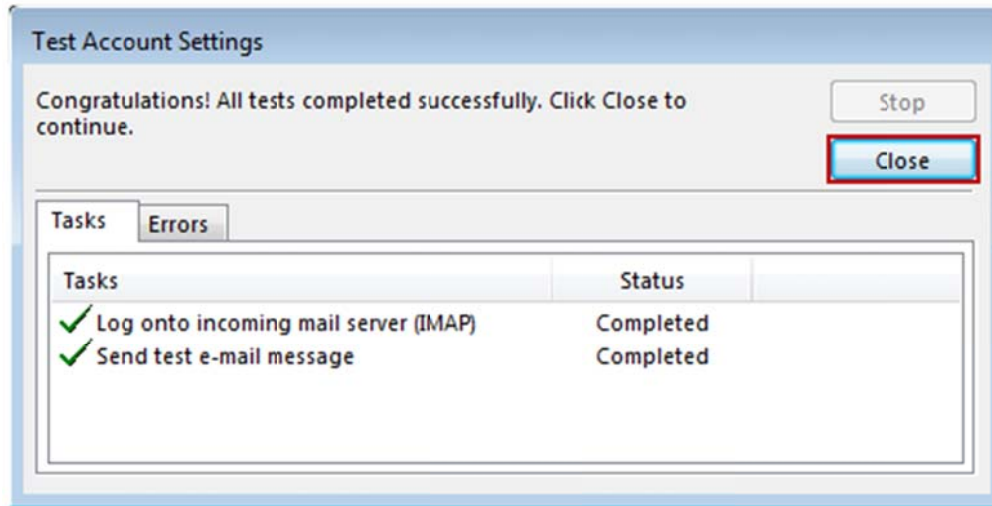 Test Account Settings
Congratulations! All tests completed successfully. Click Close to
continue.
Stop
Close
Tasks
Errors
Tasks Status
Log onto incoming mail server (IMAP) Completed
Send test e-mail message Completed